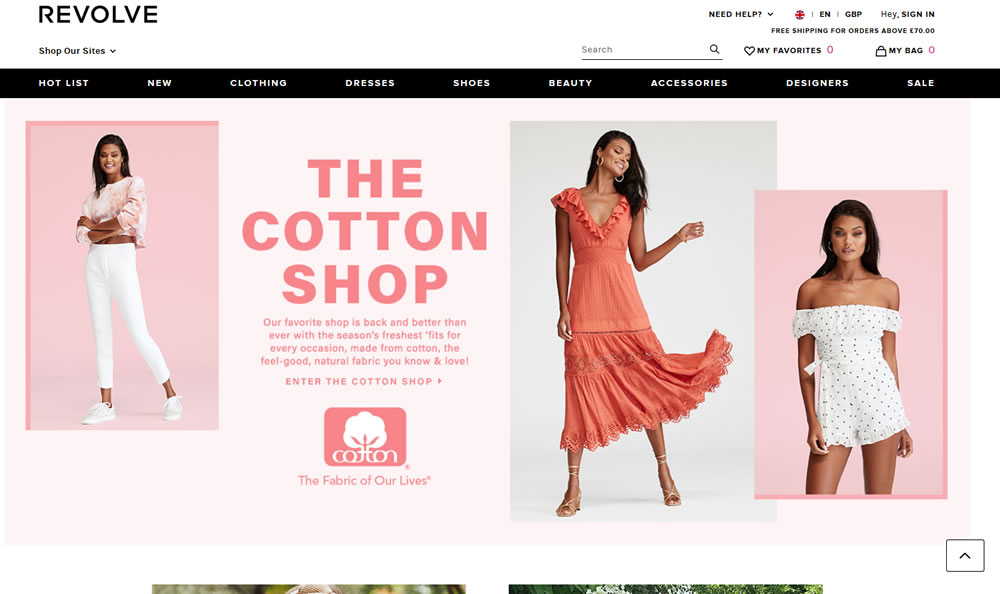 REVOLVE
NEED HELP?
EN
GBP
Hey, SIGN IN
FREE SHIPPING FOR ORDERS ABOVE £70.00
Shop Our Sites
Search
MY FAVORITES 0
MY BAG 0
HOT LIST
NEW
CLOTHING
DRESSES
SHOES
BEAUTY
ACCESSORIES
DESIGNERS
SALE
THE
COTTON
SHOP
Our favorite shop is back and better than
ever with the season's freshest 'fits for
every occasion, made from cotton, the
feel-good, natural fabric you know & love!
ENTER THE COTTON SHOP
cotton®
The Fabric of Our Lives®